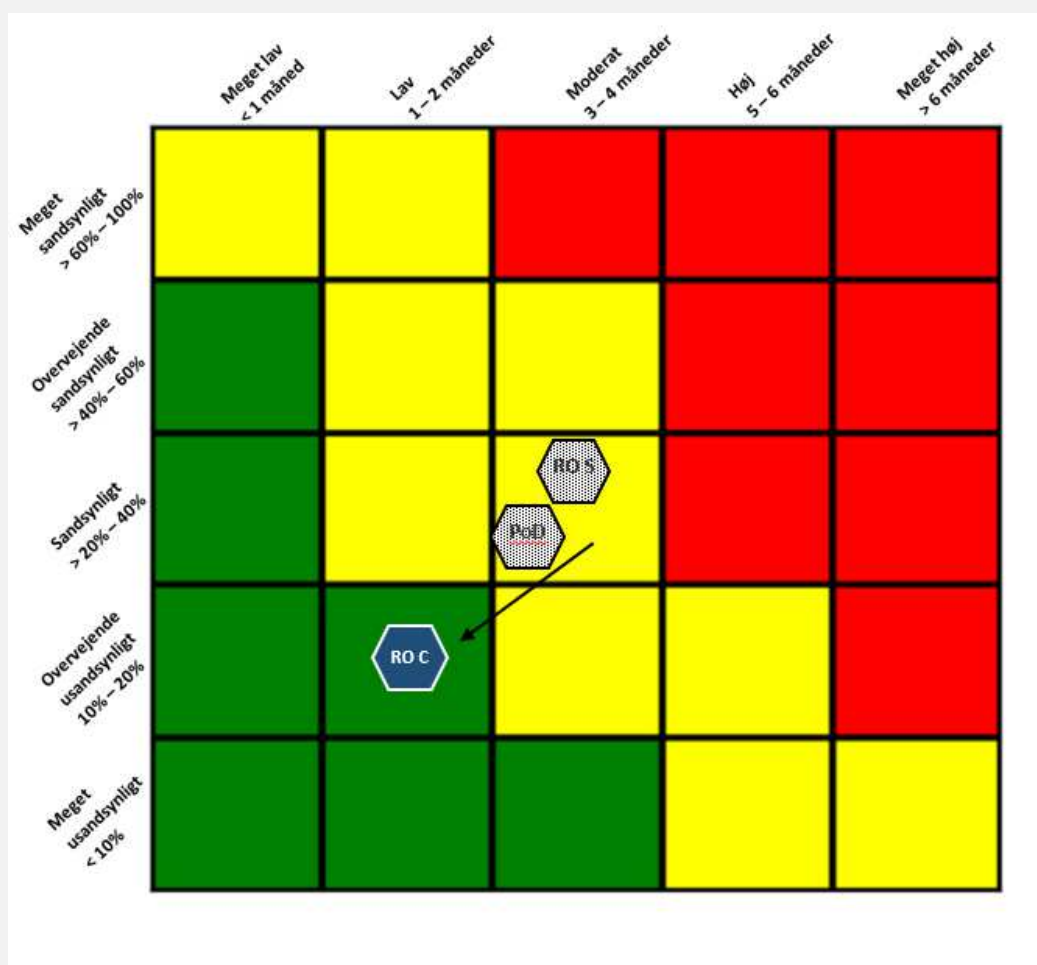 Meget lav
< 1 måned
Lav
1 – 2 måneder
Moderat
3 – 4 måneder
Høj
5 – 6 måneder
Meget høj
> 6 måneder
Meget
sandsynligt
> 60% – 100%
Overvejende
sandsynligt
> 40% – 60%
Sandsynligt
> 20% – 40%
RO S
PoD
Overvejende
usandsynligt
10% – 20%
RO C
Meget
usandsynligt
< 10%